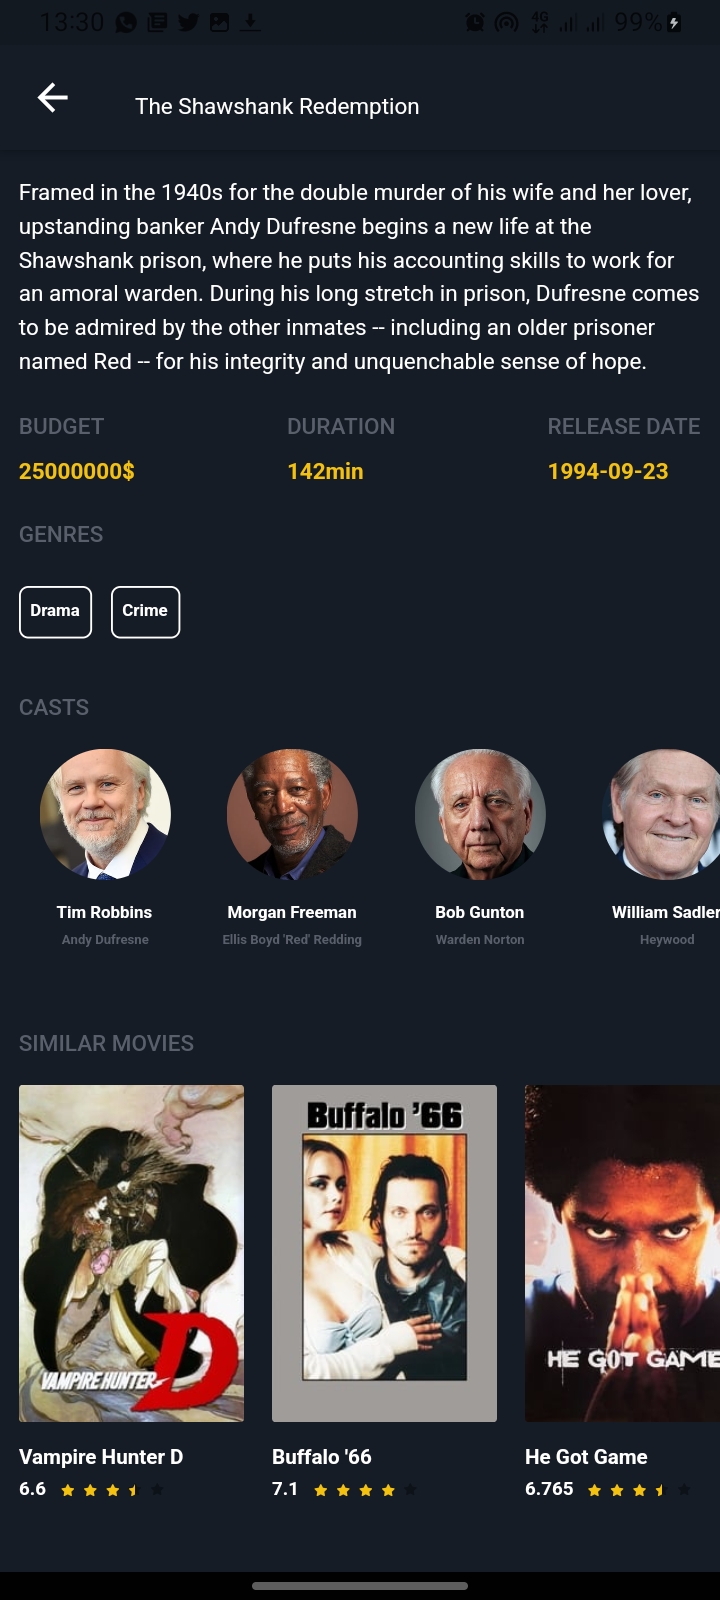 13:30
4G
99%
The Shawshank Redemption
Framed in the 1940s for the double murder of his wife and her lover,
upstanding banker Andy Dufresne begins a new life at the
Shawshank prison, where he puts his accounting skills to work for
an amoral warden. During his long stretch in prison, Dufresne comes
to be admired by the other inmates -- including an older prisoner
named Red -- for his integrity and unquenchable sense of hope.
BUDGET DURATION RELEASE DATE
25000000$ 142min 1994-09-23
GENRES
Drama Crime
CASTS
Tim Robbins Morgan Freeman Bob Gunton William Sadler
Andy Dufresne Ellis Boyd 'Red' Redding Warden Norton Heywood
SIMILAR MOVIES
Buffalo '66
VAMPIRE HUNTER D
HE GOT GAME
Vampire Hunter D Buffalo '66 He Got Game
6.6 7.1 6.765